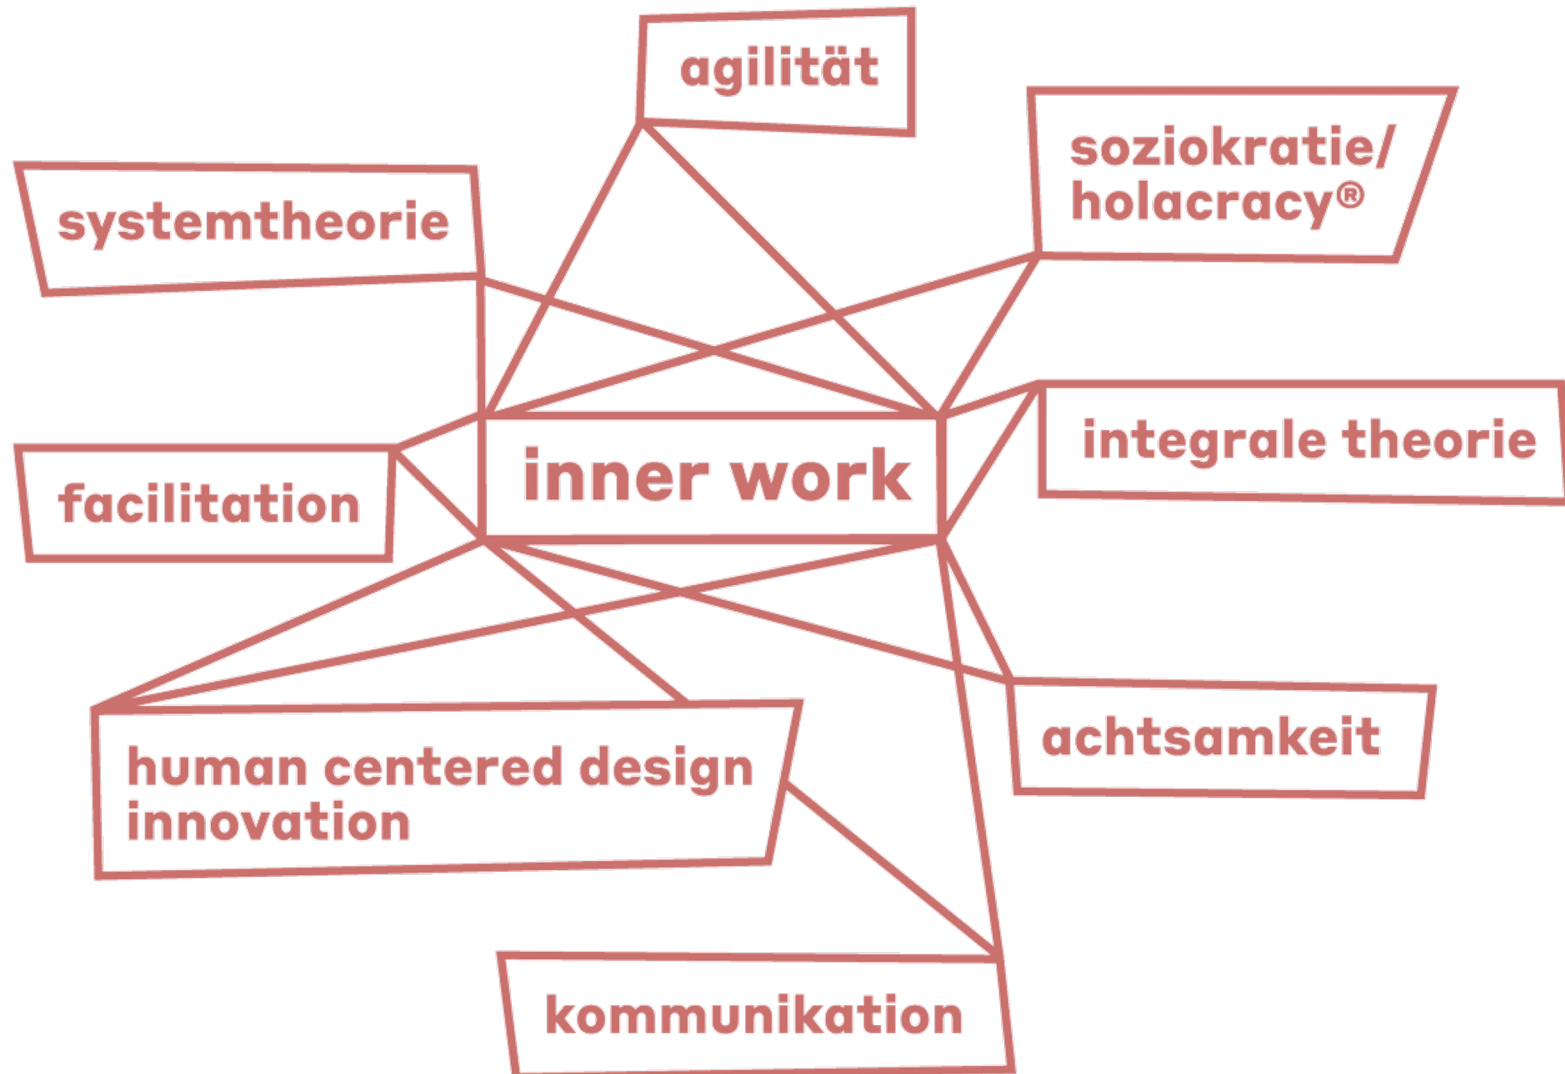 agilität
soziokratie/
holacracy®
systemtheorie
integrale theorie
inner work
facilitation
achtsamkeit
human centered design
innovation
kommunikation